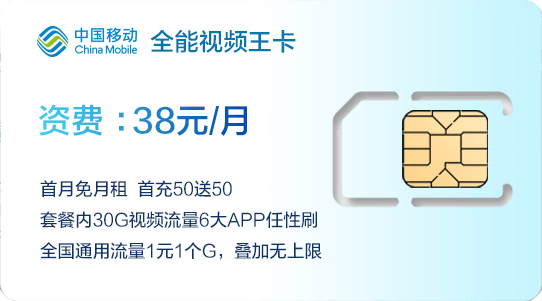 中国移动 全能视频王卡
China Mobile
资费：38元/月
首月免月租 首充50送50
套餐内30G视频流量6大APP任性刷
全国通用流量1元1个G，叠加无上限